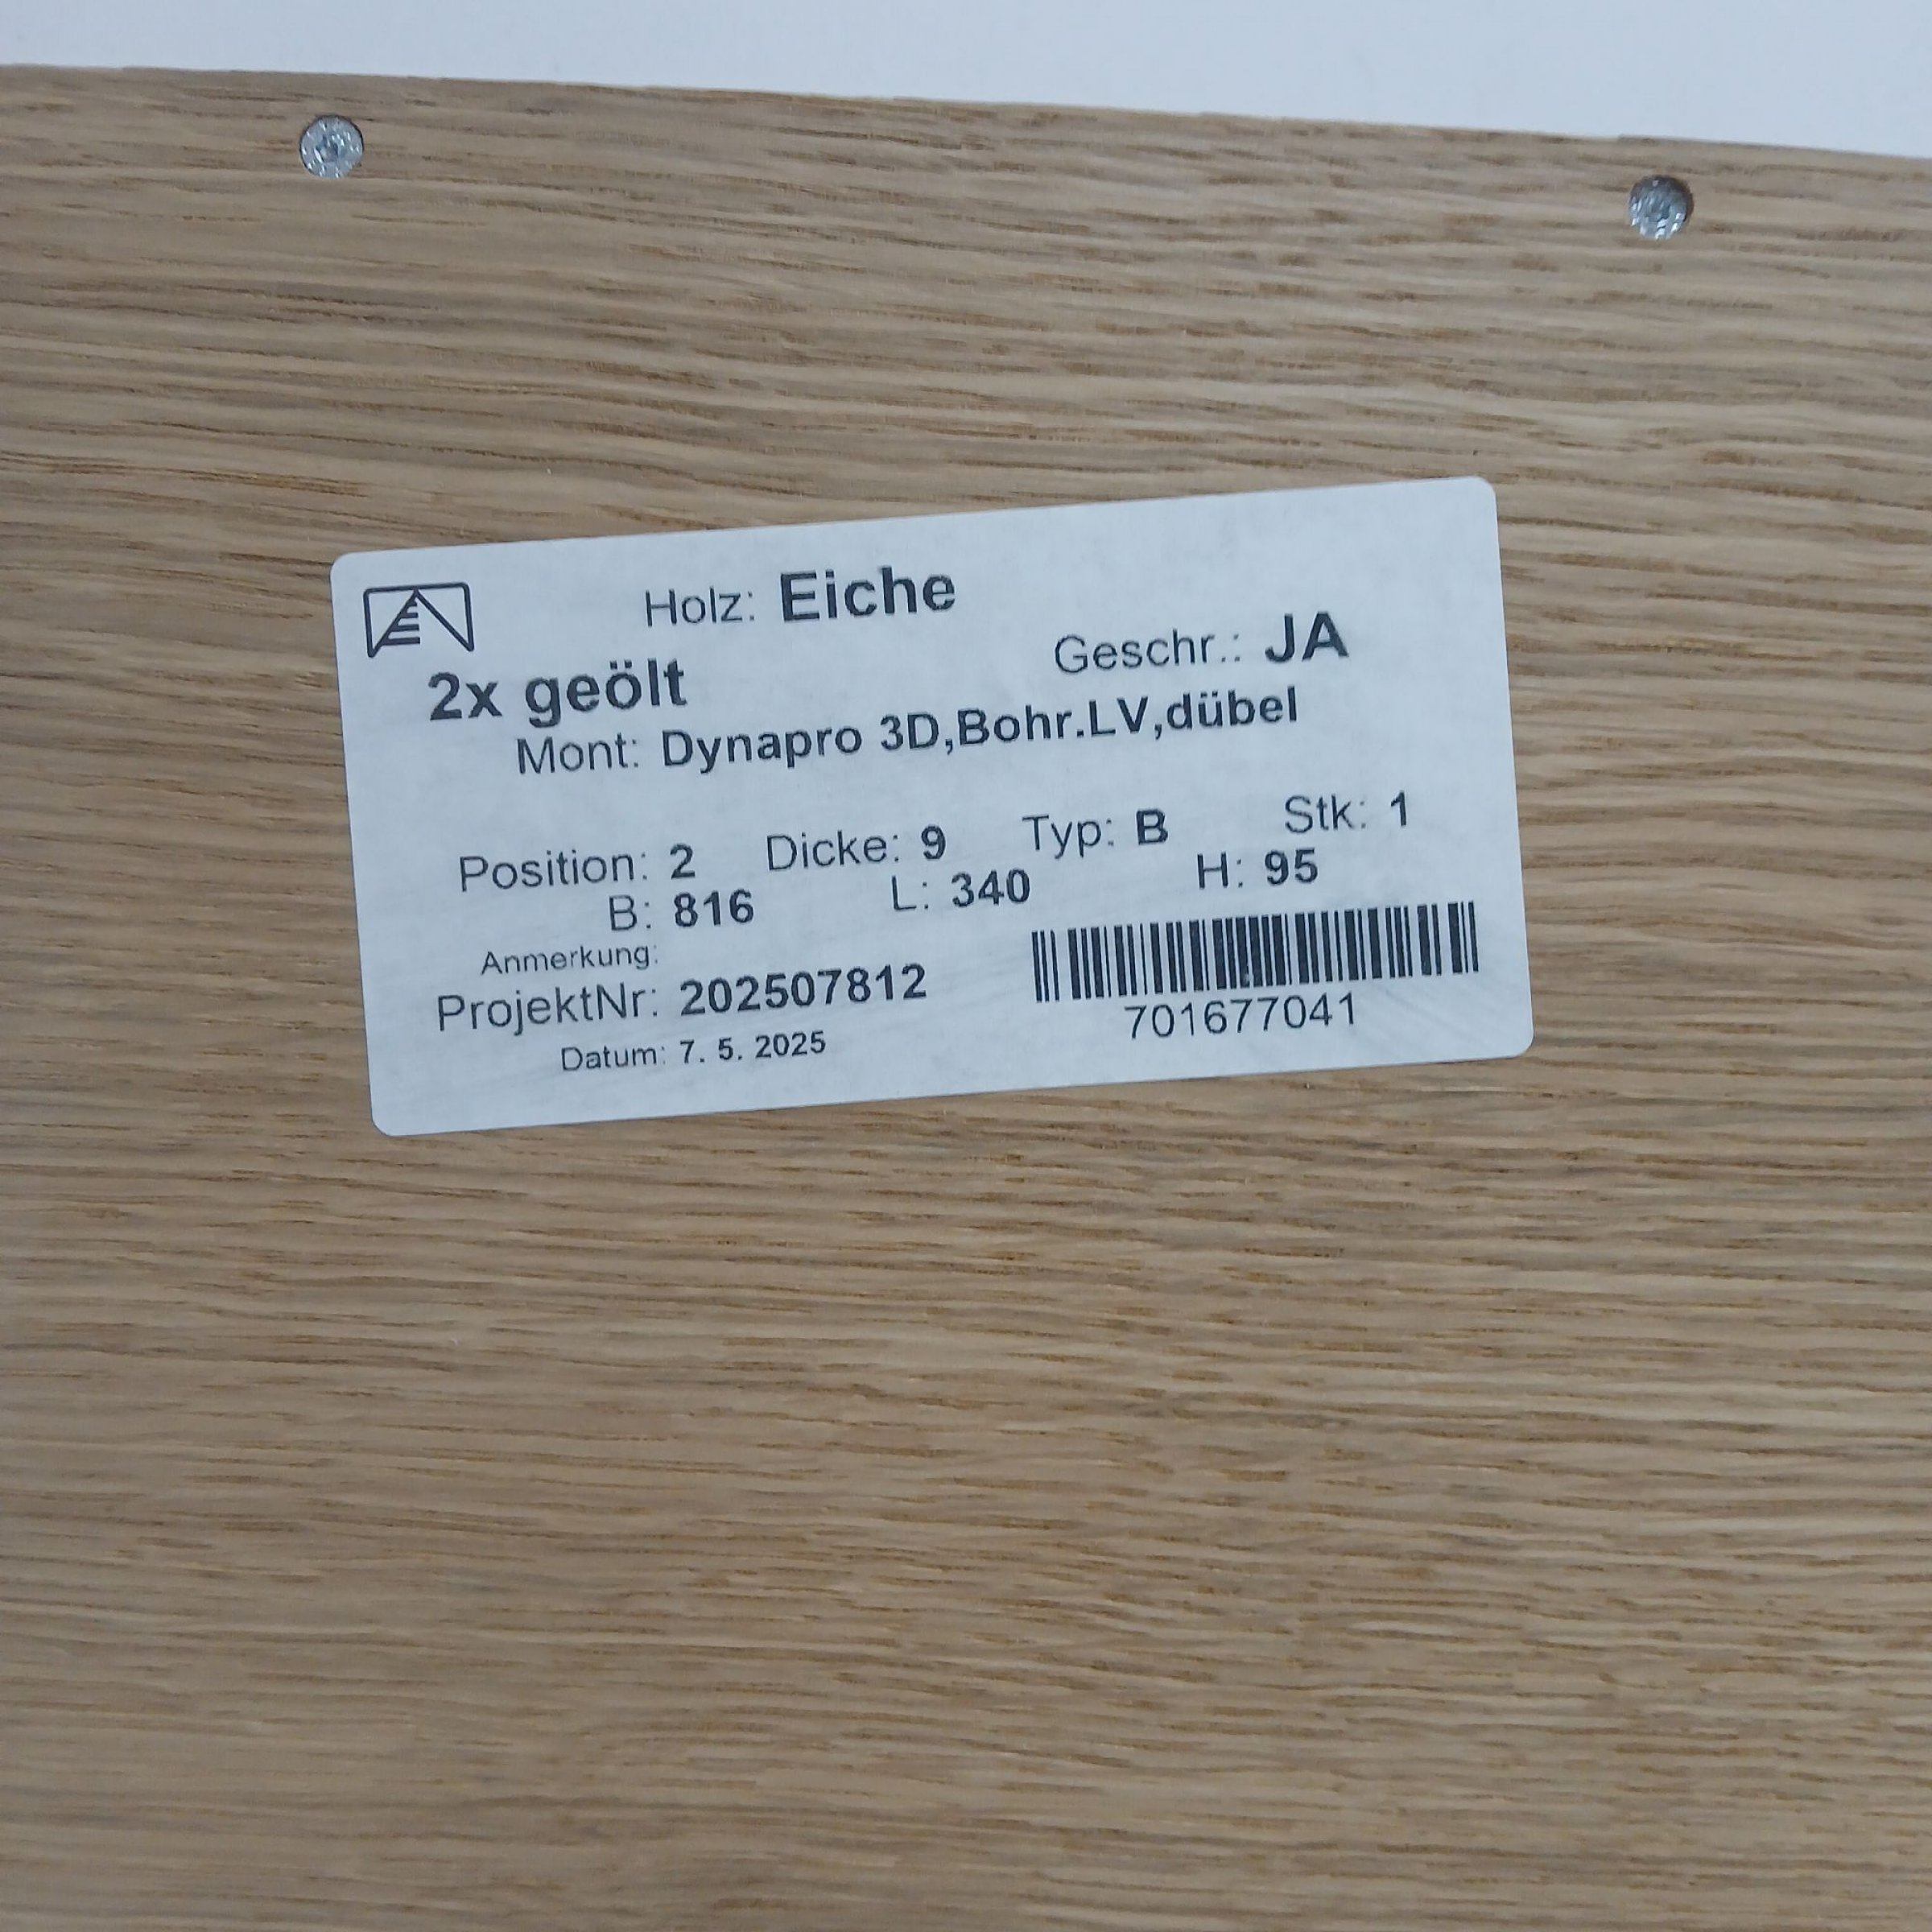 Holz: Eiche
2x geölt Geschr.: JA
Mont: Dynapro 3D,Bohr.LV,dübel
Position: 2 Dicke: 9 Typ: B Stk: 1
B: 816 L: 340 H: 95
Anmerkung:
ProjektNr: 202507812
701677041
Datum: 7. 5. 2025